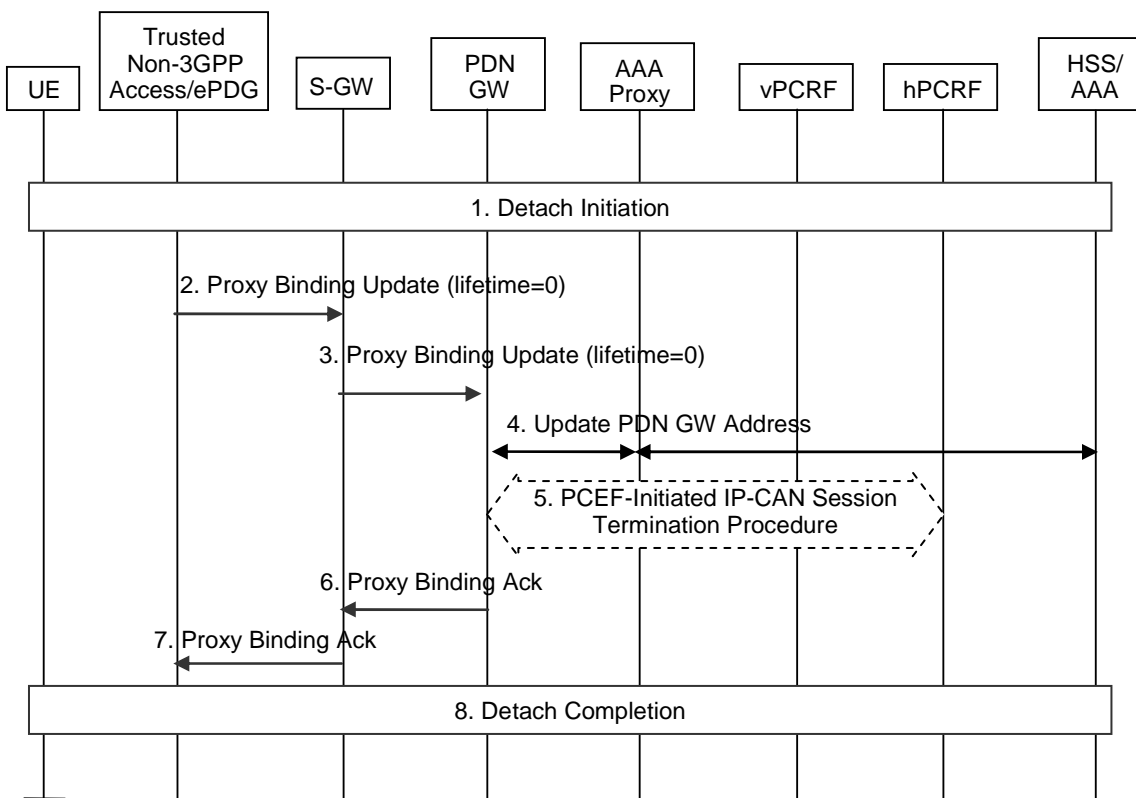 UE
Trusted
Non-3GPP
Access/ePDG
S-GW
PDN
GW
AAA
Proxy
vPCRF
hPCRF
HSS/
AAA
1. Detach Initiation
2. Proxy Binding Update (lifetime=0)
3. Proxy Binding Update (lifetime=0)
4. Update PDN GW Address
5. PCEF-Initiated IP-CAN Session
Termination Procedure
6. Proxy Binding Ack
7. Proxy Binding Ack
8. Detach Completion